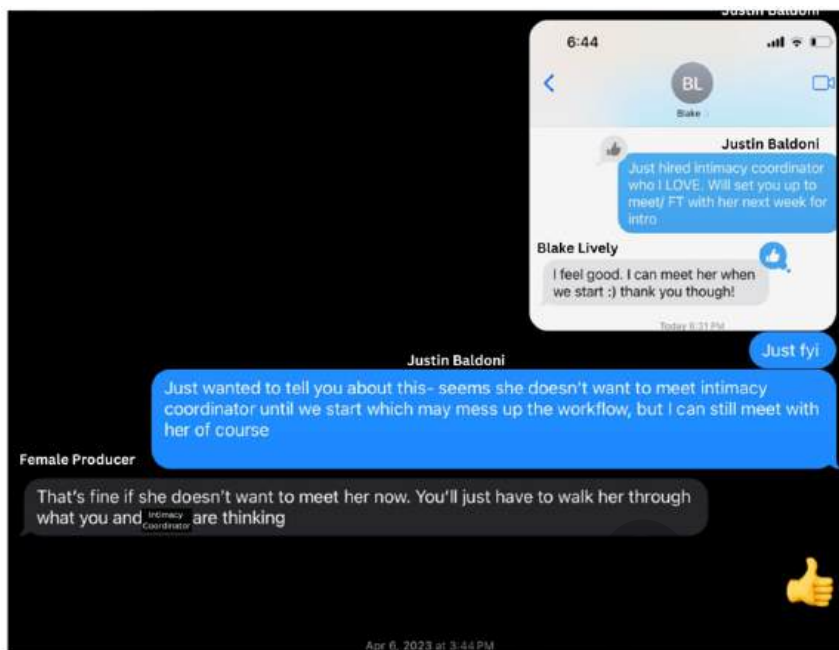 Justin Baldoni
6:44
BL
Blake
Justin Baldoni
Just hired intimacy coordinator
who I LOVE. Will set you up to
meet/ FT with her next week for
intro
Blake Lively
I feel good. I can meet her when
we start :) thank you though!
Today 6:31 PM
Just fyi
Justin Baldoni
Just wanted to tell you about this- seems she doesn't want to meet intimacy
coordinator until we start which may mess up the workflow, but I can still meet with
her of course
Female Producer
That's fine if she doesn't want to meet her now. You'll just have to walk her through
what you and Intimacy Coordinator are thinking
Apr 6, 2023 at 3:44 PM